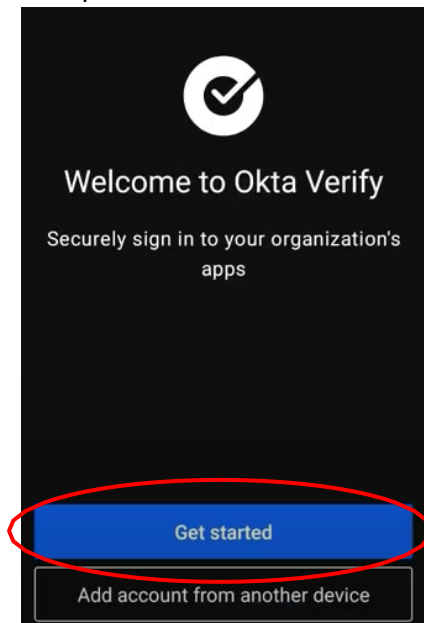 Welcome to Okta Verify
Securely sign in to your organization's
apps
Get started
Add account from another device